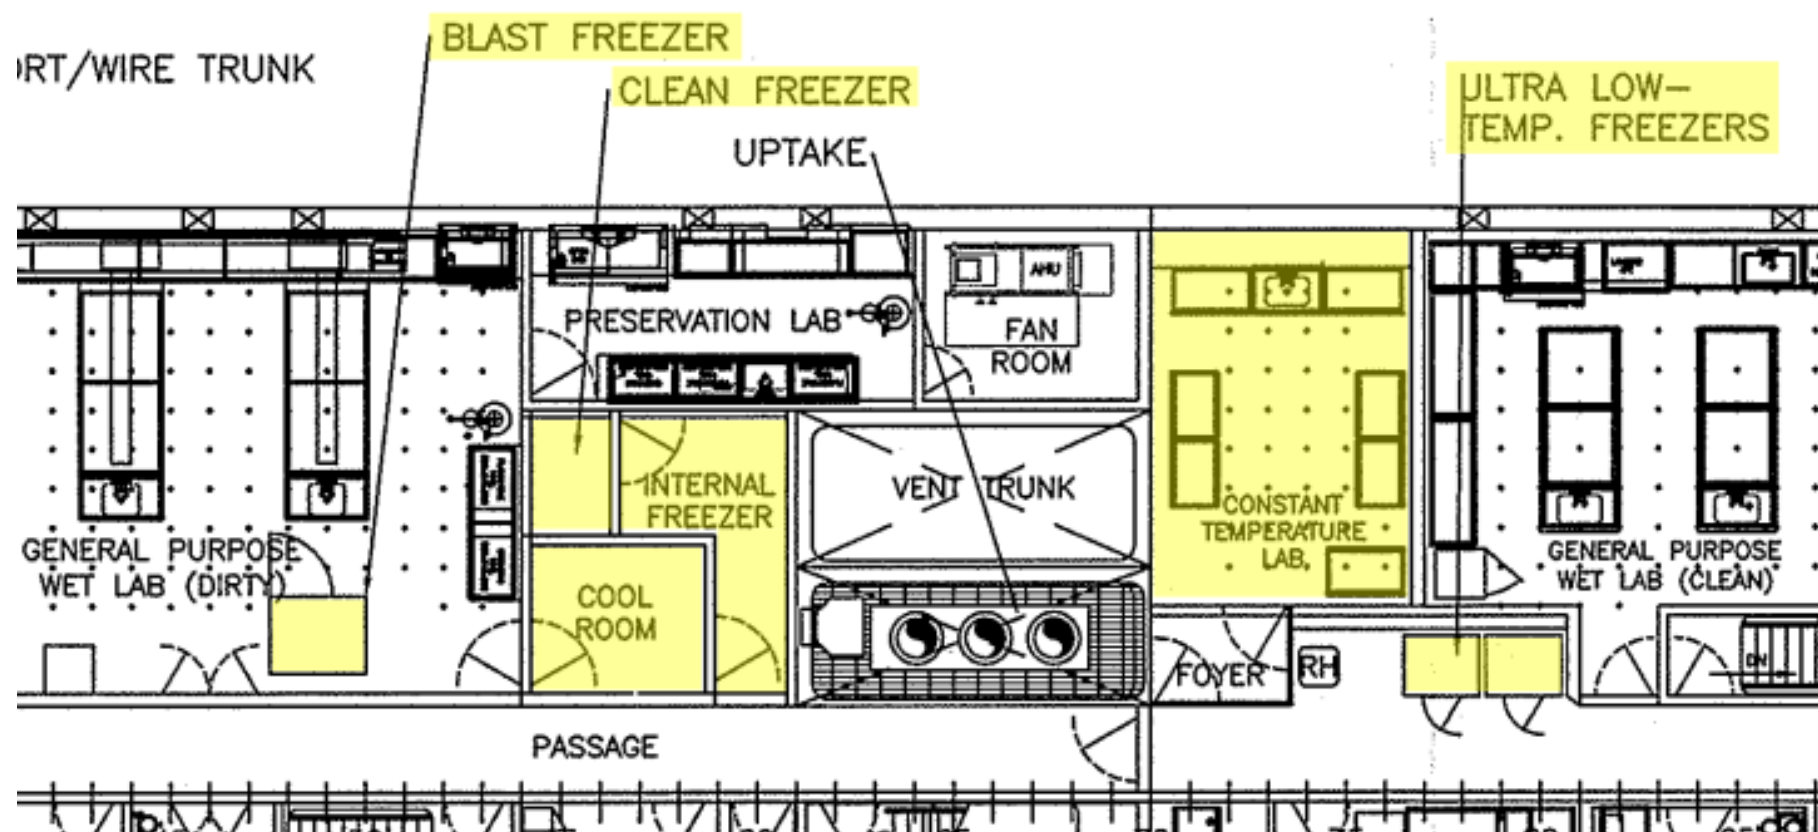 BLAST FREEZER
ORT/WIRE TRUNK
CLEAN FREEZER
ULTRA LOW-
TEMP. FREEZERS
UPTAKE
AHU
PRESERVATION LAB
FAN
ROOM
VENT TRUNK
INTERNAL
FREEZER
CONSTANT
TEMPERATURE
LAB.
GENERAL PURPOSE
WET LAB (DIRTY)
GENERAL PURPOSE
WET LAB (CLEAN)
COOL
ROOM
FOYER
RH
DN
PASSAGE